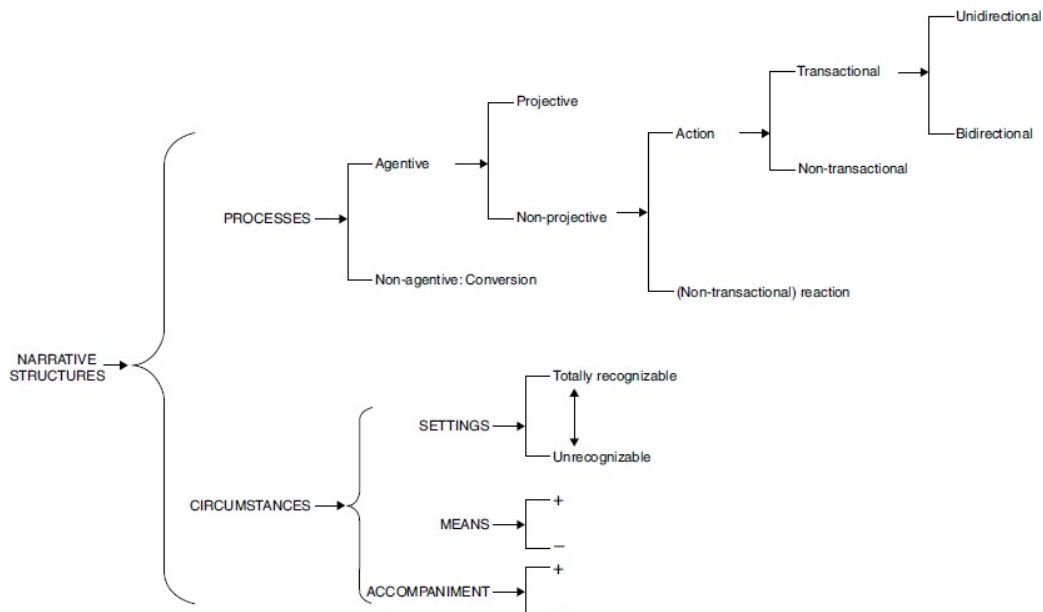 Unidirectional
Transactional
Projective
Action
Bidirectional
Agentive
Non-transactional
PROCESSES
Non-projective
Non-agentive: Conversion
(Non-transactional) reaction
NARRATIVE
STRUCTURES
Totally recognizable
SETTINGS
Unrecognizable
+
CIRCUMSTANCES
MEANS
–
+
ACCOMPANIMENT